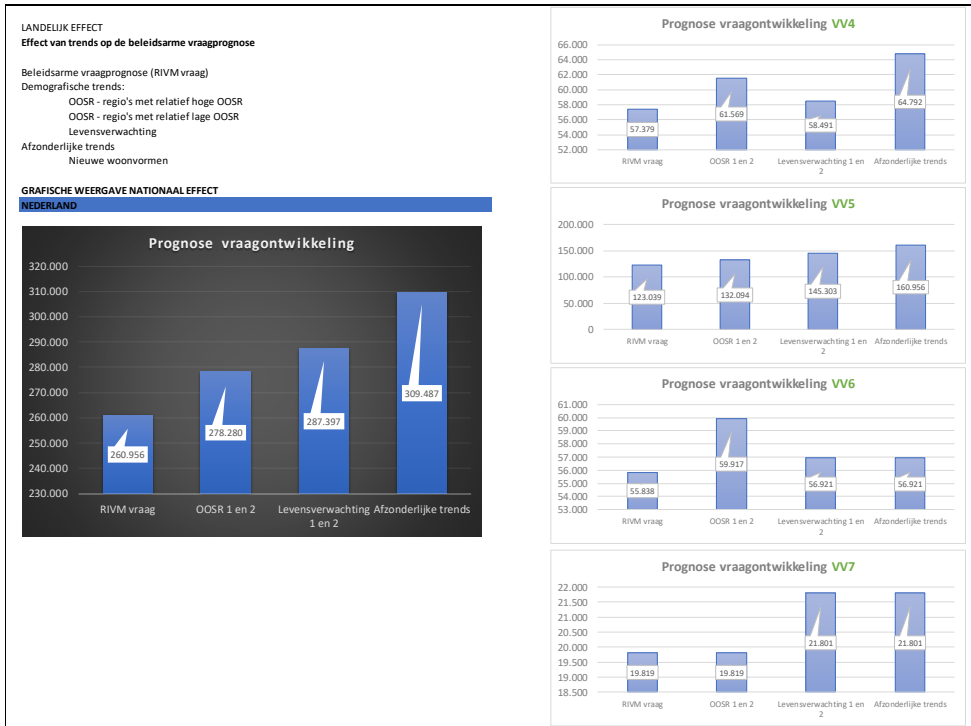 LANDELIJK EFFECT
Effect van trends op de beleidsarme vraagprognose
Beleidsarme vraagprognose (RIVM vraag)
Demografische trends:
OOSR - regio's met relatief hoge OOSR
OOSR - regio's met relatief lage OOSR
Levensverwachting
Afzonderlijke trends
Nieuwe woonvormen
GRAFISCHE WEERGAVE NATIONAAL EFFECT
NEDERLAND
Prognose vraagontwikkeling
320.000
310.000
300.000
290.000
280.000
270.000
260.000
250.000
240.000
230.000
260.956
278.280
287.397
309.487
RIVM vraag
OOSR 1 en 2
Levensverwachting
1 en 2
Afzonderlijke trends
Prognose vraagontwikkeling VV4
66.000
64.000
62.000
60.000
58.000
56.000
54.000
52.000
57.379
61.569
58.491
64.792
RIVM vraag
OOSR 1 en 2
Levensverwachting 1 en
2
Afzonderlijke trends
Prognose vraagontwikkeling VV5
200.000
150.000
100.000
50.000
0
123.039
132.094
145.303
160.956
RIVM vraag
OOSR 1 en 2
Levensverwachting 1 en
2
Afzonderlijke trends
Prognose vraagontwikkeling VV6
61.000
60.000
59.000
58.000
57.000
56.000
55.000
54.000
53.000
55.838
59.917
56.921
56.921
RIVM vraag
OOSR 1 en 2
Levensverwachting 1 en
2
Afzonderlijke trends
Prognose vraagontwikkeling VV7
22.000
21.500
21.000
20.500
20.000
19.500
19.000
18.500
19.819
19.819
21.801
21.801
RIVM vraag
OOSR 1 en 2
Levensverwachting 1 en
2
Afzonderlijke trends